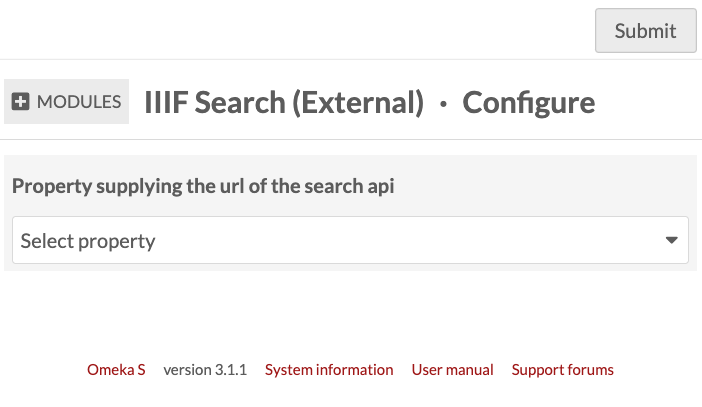 Submit
MODULES IIIF Search (External) · Configure
Property supplying the url of the search api
Select property
Omeka S version 3.1.1 System information User manual Support forums